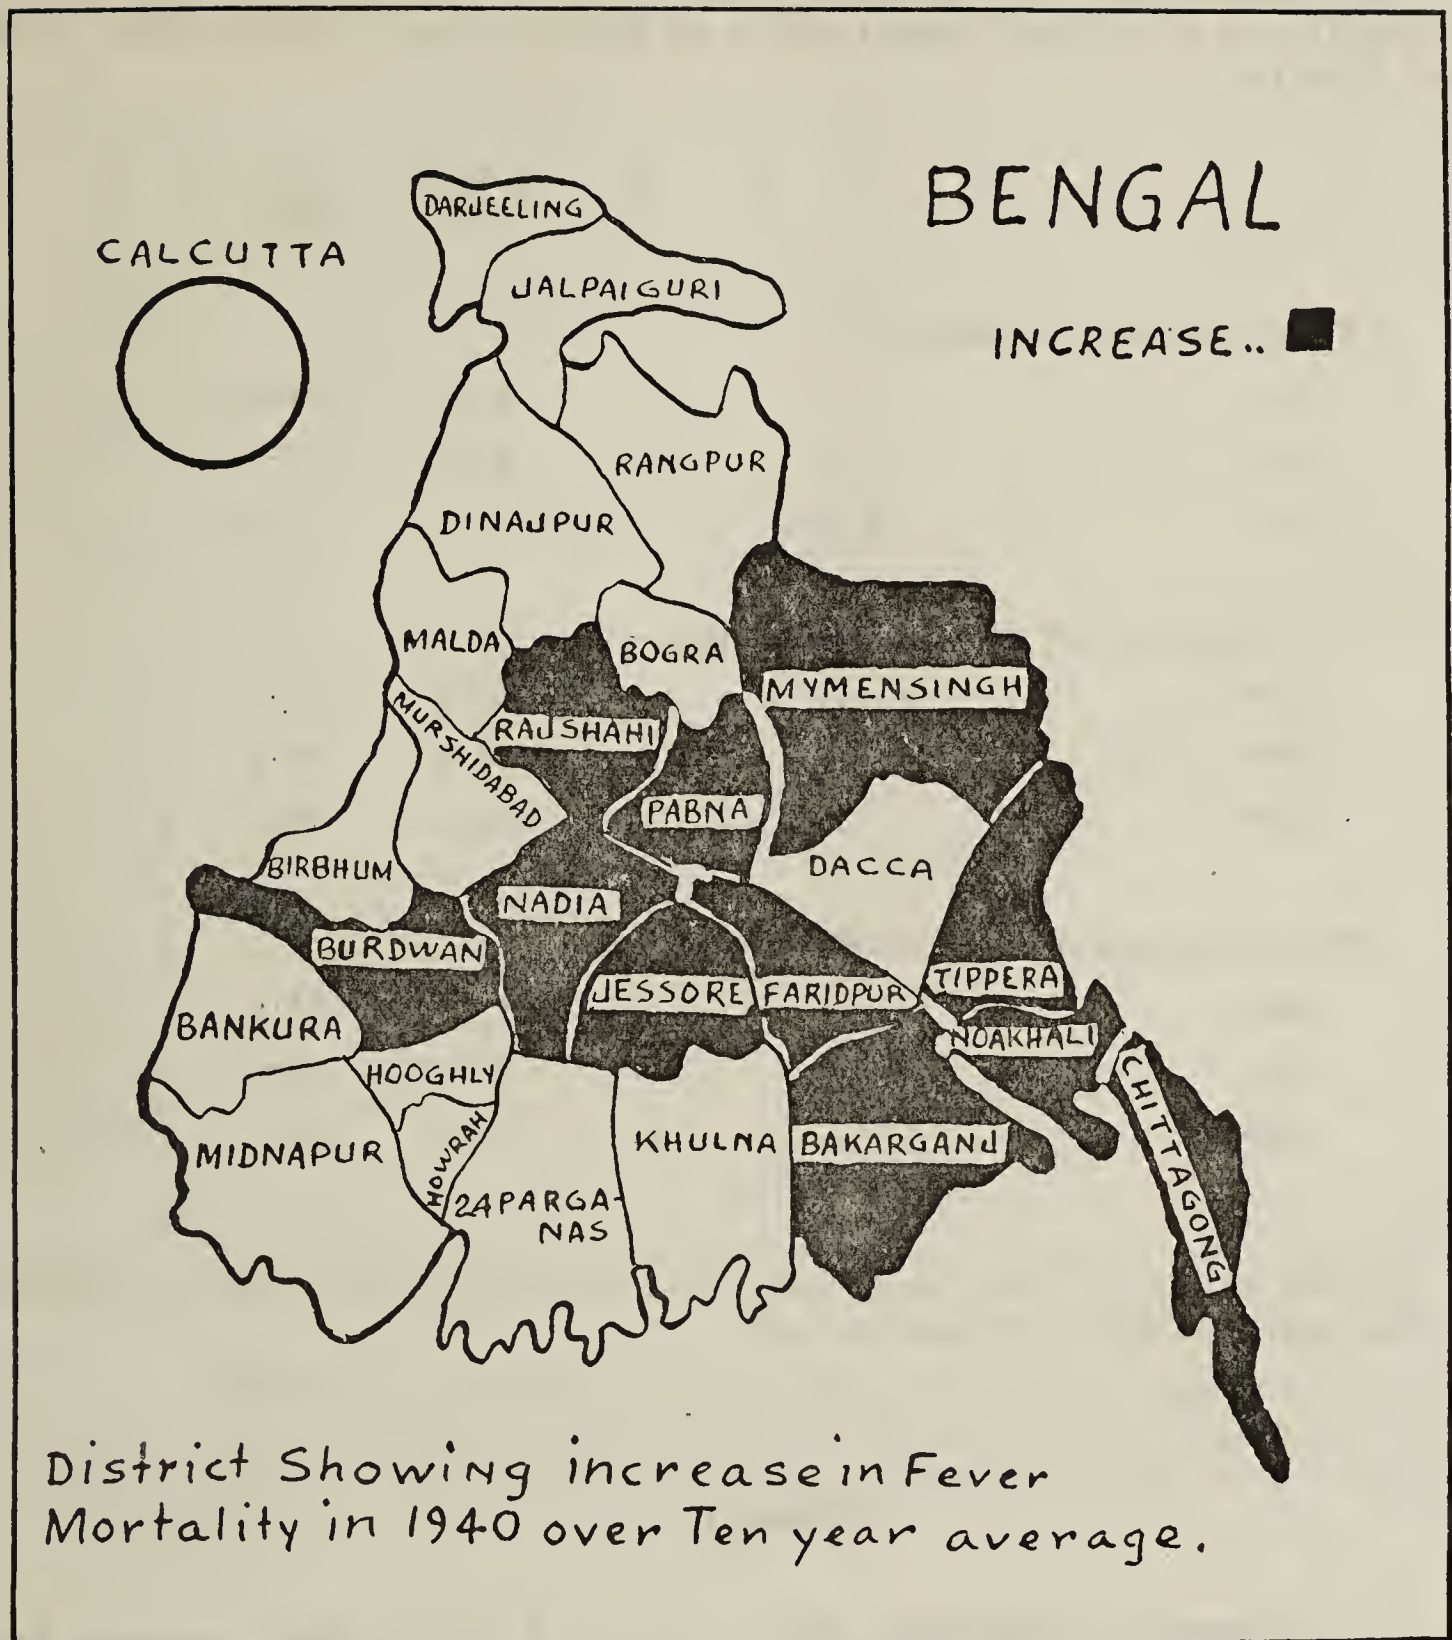 BENGAL
CALCUTTA
INCREASE..
DARJEELING
JALPAIGURI
RANGPUR
DINAJPUR
MALDA
BOGRA
MYMENSINGH
MURSHIDABAD
RAJSHAHI
PABNA
DACCA
BIRBHUM
NADIA
BURDWAN
JESSORE
FARIDPUR
TIPPERA
BANKURA
NOAKHALI
HOOGHLY
CHITTAGONG
MIDNAPUR
HOWRAH
KHULNA
BAKARGANJ
24 PARGA-
NAS
District Showing increase in Fever
Mortality in 1940 over Ten year average.